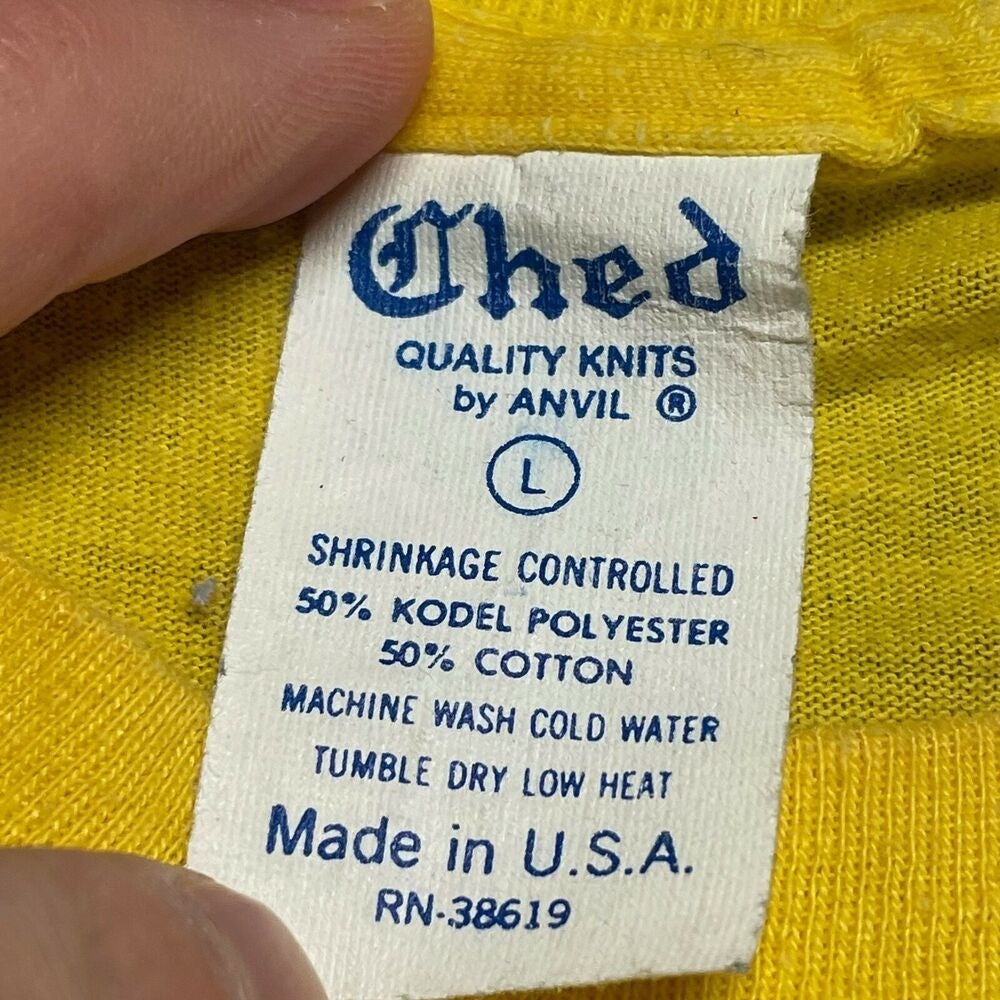 Ched
QUALITY KNITS
by ANVIL ®
L
SHRINKAGE CONTROLLED
50% KODEL POLYESTER
50% COTTON
MACHINE WASH COLD WATER
TUMBLE DRY LOW HEAT
Made in U.S.A.
RN-38619